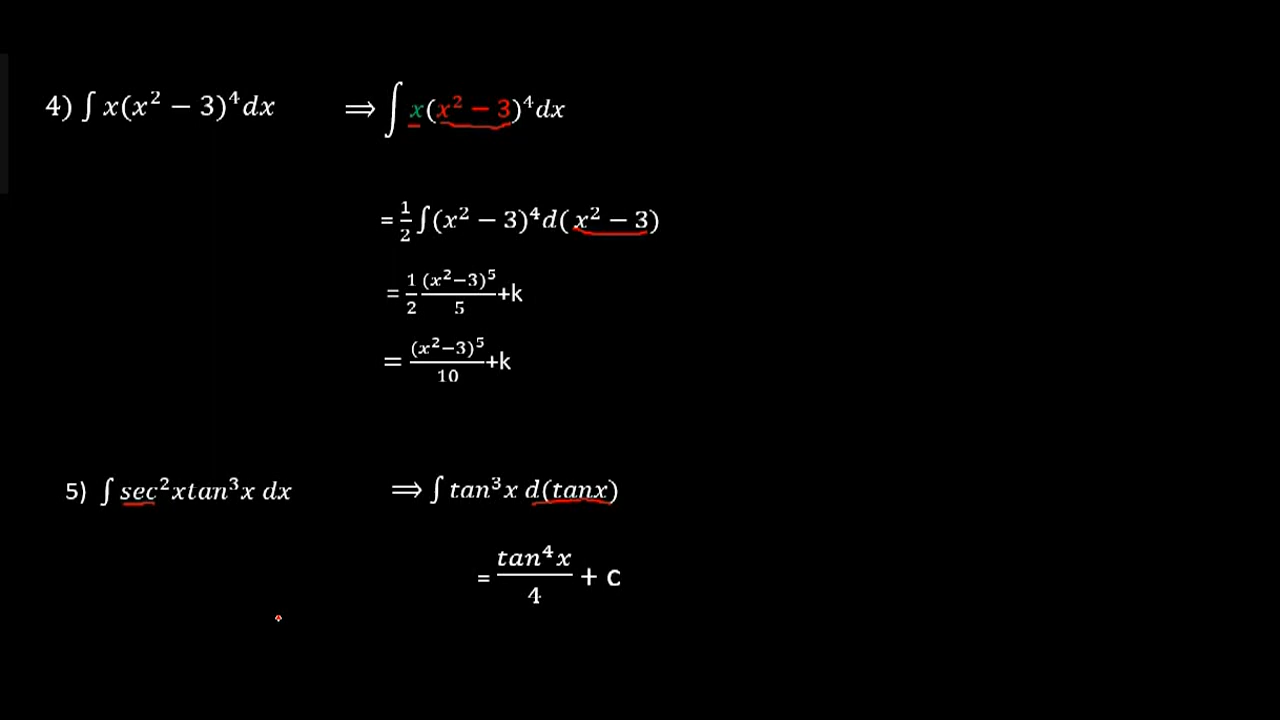 4) ∫ x(x² − 3)⁴dx ⟹ ∫ x(x² − 3)⁴dx
= 1/2 ∫(x² − 3)⁴d(x² − 3)
= 1/2 (x²−3)⁵/5 +k
= (x²−3)⁵/10 +k
5) ∫ sec²xtan³x dx ⟹ ∫ tan³x d(tanx)
= tan⁴x/4 + c